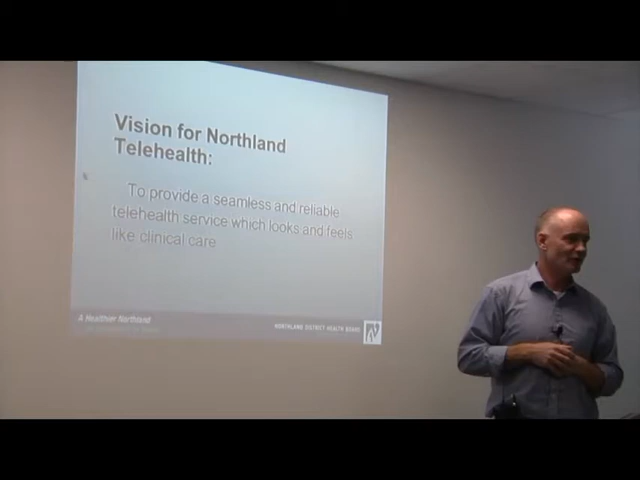 Vision for Northland
Telehealth:
To provide a seamless and reliable
telehealth service which looks and feels
like clinical care
A Healthier Northland
NORTHLAND DISTRICT HEALTH BOARD